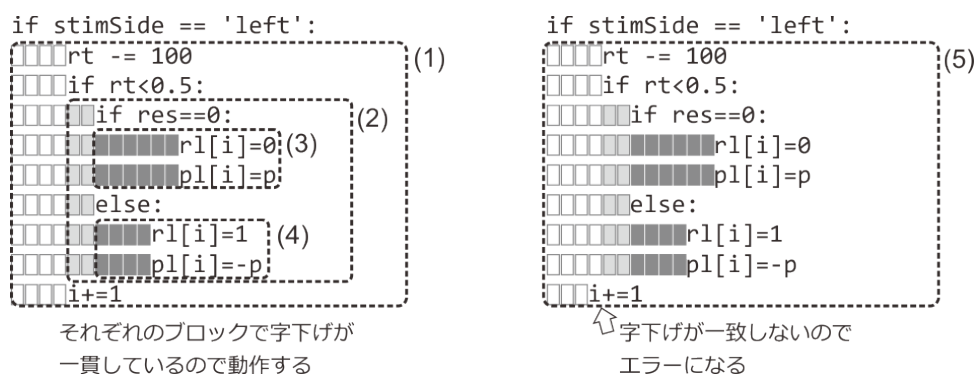 if stimSide == 'left':
rt -= 100
if rt<0.5:
if res==0:
rl[i]=0
pl[i]=p
else:
rl[i]=1
pl[i]=-p
i+=1
(1)
(2)
(3)
(4)
それぞれのブロックで字下げが
一貫しているので動作する
if stimSide == 'left':
rt -= 100
if rt<0.5:
if res==0:
rl[i]=0
pl[i]=p
else:
rl[i]=1
pl[i]=-p
i+=1
(5)
字下げが一致しないので
エラーになる